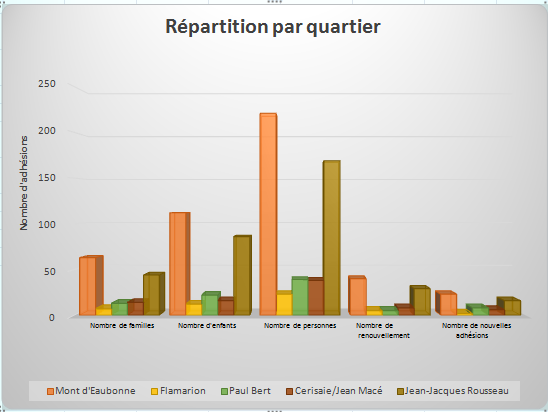 Répartition par quartier
Nombre d'adhésions
250
200
150
100
50
0
Nombre de familles
Nombre d'enfants
Nombre de personnes
Nombre de
renouvellement
Nombre de nouvelles
adhésions
Mont d'Eaubonne
Flamarion
Paul Bert
Cerisaie/Jean Macé
Jean-Jacques Rousseau